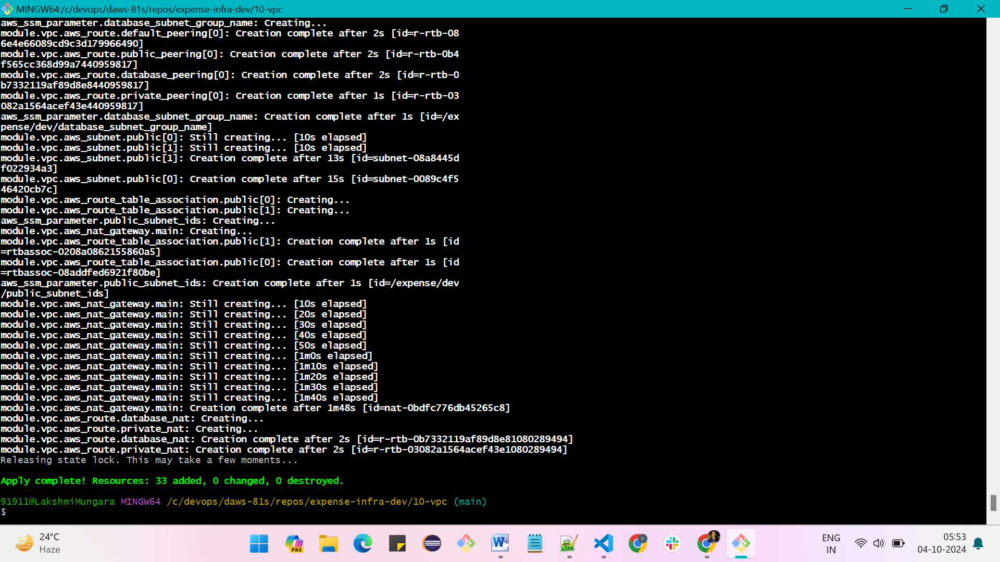 MINGW64:/c/devops/daws-81s/repos/expense-infra-dev/10-vpc
aws_ssm_parameter.database_subnet_group_name: Creating...
module.vpc.aws_route.default_peering[0]: Creation complete after 2s [id=r-rtb-08
6e4e66089cd9c3d179966490]
module.vpc.aws_route.public_peering[0]: Creation complete after 2s [id=r-rtb-0b4
f565cc368d99a7440959817]
module.vpc.aws_route.database_peering[0]: Creation complete after 2s [id=r-rtb-0
b7332119af89d8e8440959817]
module.vpc.aws_route.private_peering[0]: Creation complete after 1s [id=r-rtb-03
082a1564acef43e440959817]
aws_ssm_parameter.database_subnet_group_name: Creation complete after 1s [id=/ex
pense/dev/database_subnet_group_name]
module.vpc.aws_subnet.public[0]: Still creating... [10s elapsed]
module.vpc.aws_subnet.public[1]: Still creating... [10s elapsed]
module.vpc.aws_subnet.public[1]: Creation complete after 13s [id=subnet-08a8445d
f022934a3]
module.vpc.aws_subnet.public[0]: Creation complete after 15s [id=subnet-0089c4f5
46420cb7c]
module.vpc.aws_route_table_association.public[0]: Creating...
module.vpc.aws_route_table_association.public[1]: Creating...
aws_ssm_parameter.public_subnet_ids: Creating...
module.vpc.aws_nat_gateway.main: Creating...
module.vpc.aws_route_table_association.public[1]: Creation complete after 1s [id
=rtbassoc-0208a0862155860a5]
module.vpc.aws_route_table_association.public[0]: Creation complete after 1s [id
=rtbassoc-08addfed6921f80be]
aws_ssm_parameter.public_subnet_ids: Creation complete after 1s [id=/expense/dev
/public_subnet_ids]
module.vpc.aws_nat_gateway.main: Still creating... [10s elapsed]
module.vpc.aws_nat_gateway.main: Still creating... [20s elapsed]
module.vpc.aws_nat_gateway.main: Still creating... [30s elapsed]
module.vpc.aws_nat_gateway.main: Still creating... [40s elapsed]
module.vpc.aws_nat_gateway.main: Still creating... [50s elapsed]
module.vpc.aws_nat_gateway.main: Still creating... [1m0s elapsed]
module.vpc.aws_nat_gateway.main: Still creating... [1m10s elapsed]
module.vpc.aws_nat_gateway.main: Still creating... [1m20s elapsed]
module.vpc.aws_nat_gateway.main: Still creating... [1m30s elapsed]
module.vpc.aws_nat_gateway.main: Still creating... [1m40s elapsed]
module.vpc.aws_nat_gateway.main: Creation complete after 1m48s [id=nat-0bdfc776db45265c8]
module.vpc.aws_route.database_nat: Creating...
module.vpc.aws_route.private_nat: Creating...
module.vpc.aws_route.database_nat: Creation complete after 2s [id=r-rtb-0b7332119af89d8e81080289494]
module.vpc.aws_route.private_nat: Creation complete after 2s [id=r-rtb-03082a1564acef43e1080289494]
Releasing state lock. This may take a few moments...
Apply complete! Resources: 33 added, 0 changed, 0 destroyed.
91911@LakshmiMungara MINGW64 /c/devops/daws-81s/repos/expense-infra-dev/10-vpc (main)
$
24°C
Haze
PRE
W
C
ENG
IN
05:53
04-10-2024